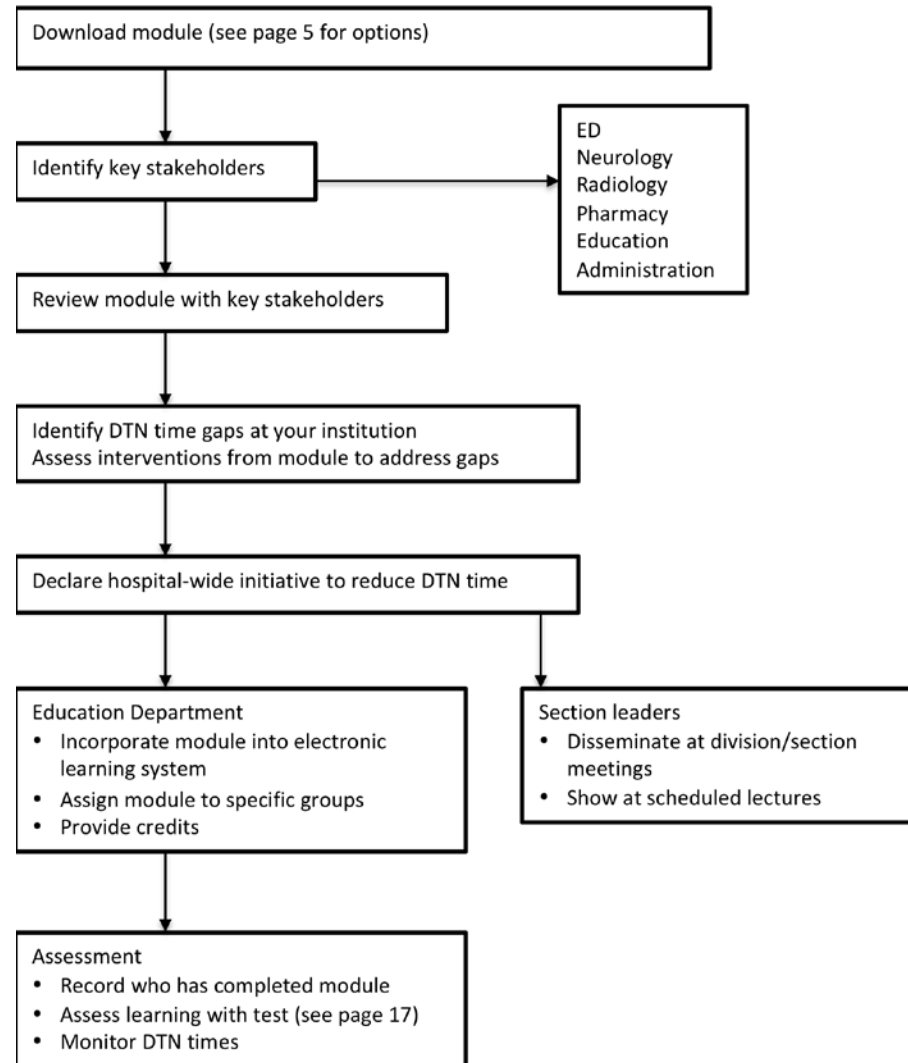 Download module (see page 5 for options)
Identify key stakeholders
ED
Neurology
Radiology
Pharmacy
Education
Administration
Review module with key stakeholders
Identify DTN time gaps at your institution
Assess interventions from module to address gaps
Declare hospital-wide initiative to reduce DTN time
Education Department
• Incorporate module into electronic
learning system
• Assign module to specific groups
• Provide credits
Section leaders
• Disseminate at division/section
meetings
• Show at scheduled lectures
Assessment
• Record who has completed module
• Assess learning with test (see page 17)
• Monitor DTN times